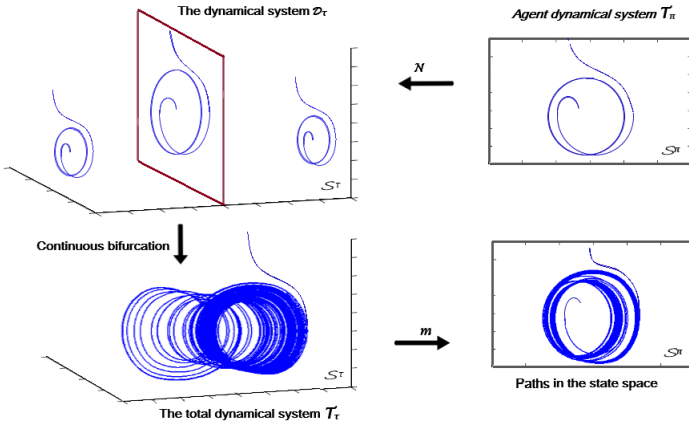 The dynamical system 𝒟τ
Agent dynamical system 𝒯π
𝒩
𝒮τ
𝒮π
Continuous bifurcation
𝒮τ
m
𝒮π
The total dynamical system 𝒯τ
Paths in the state space